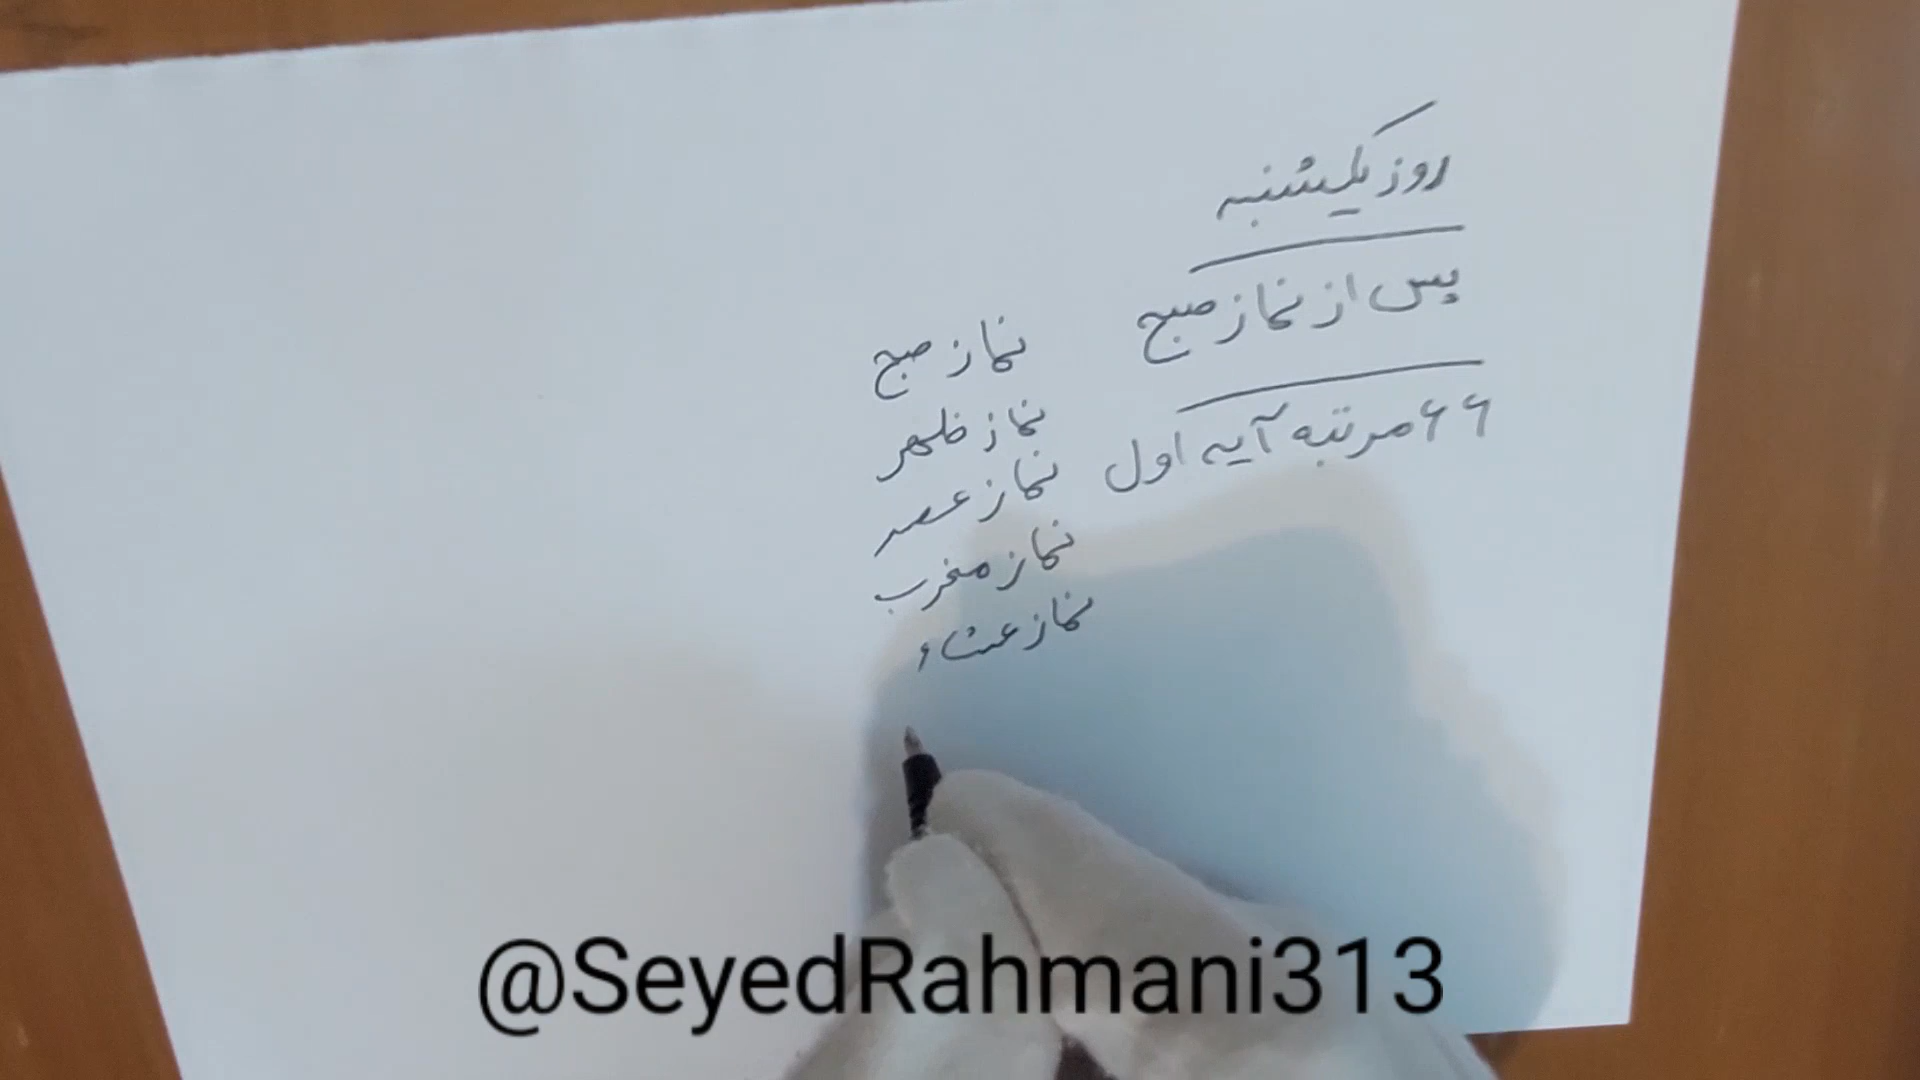 روز یکشنبه
پس از نماز صبح
۶۶ مرتبه آیه اول
نماز صبح
نماز ظهر
نماز عصر
نماز مغرب
نماز عشاء
@SeyedRahmani313